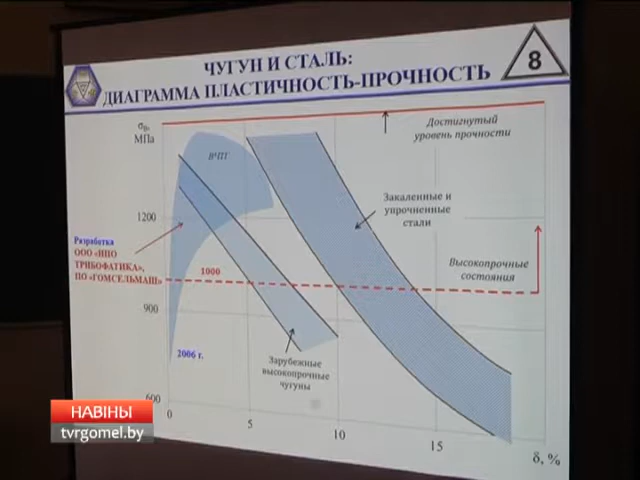 ЧУГУН И СТАЛЬ:
ДИАГРАММА ПЛАСТИЧНОСТЬ-ПРОЧНОСТЬ
8
σв,
МПа
Достигнутый
уровень прочности
ВЧТГ
Закаленные и
упрочненные
стали
1200
Разработка
ООО «НПО
ТРИБОФАТИКА»,
ПО «ГОМСЕЛЬМАШ»
1000
Высокопрочные
состояния
900
2006 г.
Зарубежные
высокопрочные
чугуны
600
0
5
10
15
δ, %
НАВІНЫ
tvrgomel.by